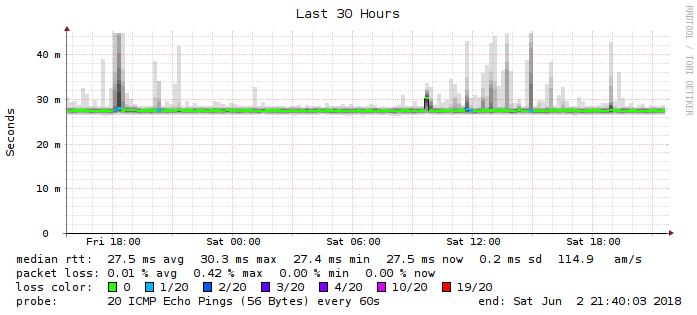 Last 30 Hours
RRDTOOL / TOBI OETIKER
Seconds
40 m
30 m
20 m
10 m
0
Fri 18:00 Sat 00:00 Sat 06:00 Sat 12:00 Sat 18:00
median rtt: 27.5 ms avg 30.3 ms max 27.4 ms min 27.5 ms now 0.2 ms sd 114.9 am/s
packet loss: 0.01 % avg 0.42 % max 0.00 % min 0.00 % now
loss color: 0 1/20 2/20 3/20 4/20 10/20 19/20
probe: 20 ICMP Echo Pings (56 Bytes) every 60s end: Sat Jun 2 21:40:03 2018